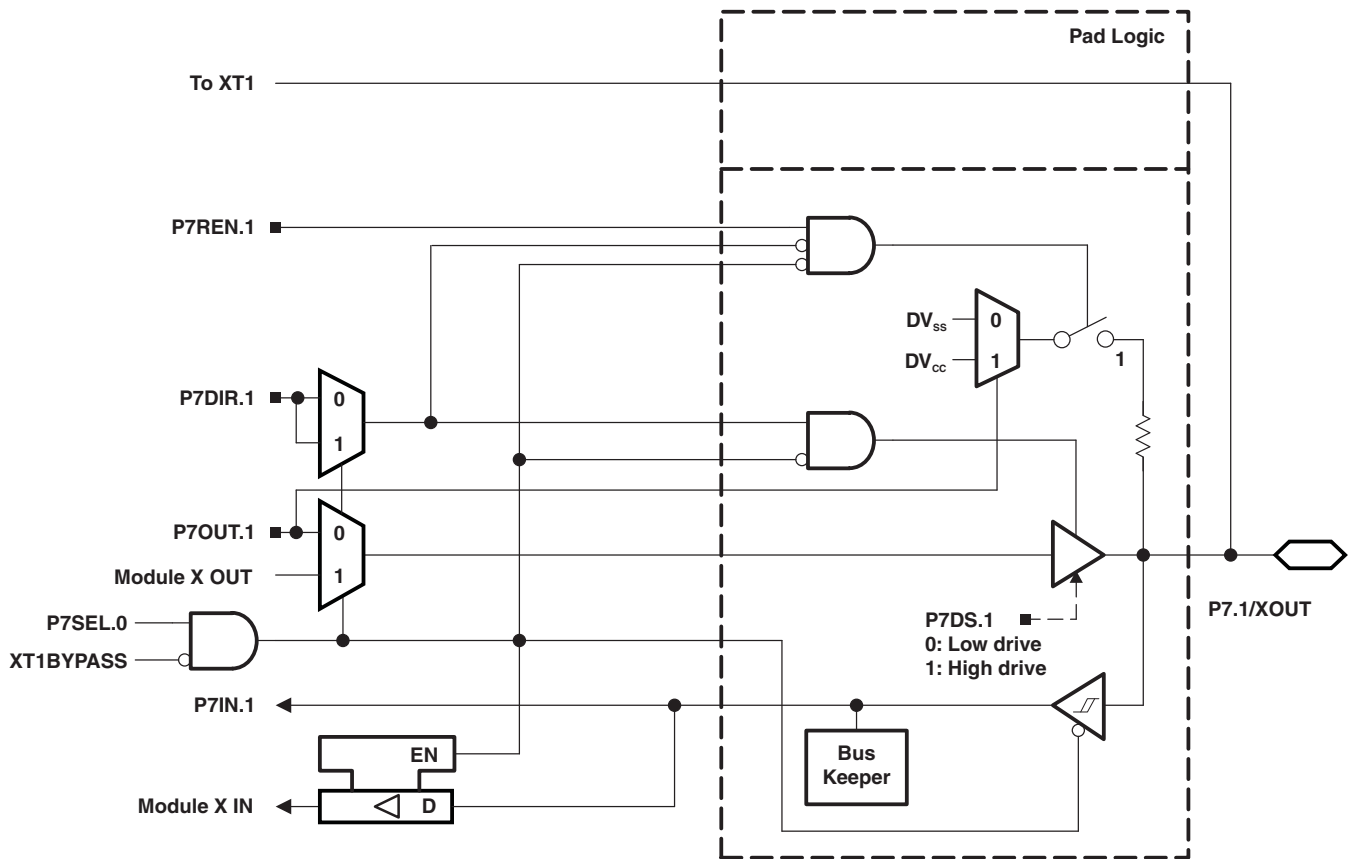 Pad Logic
To XT1
P7REN.1
DVss
0
DVcc
1
1
P7DIR.1
0
1
P7OUT.1
0
Module X OUT
1
P7SEL.0
XT1BYPASS
P7DS.1
0: Low drive
1: High drive
P7.1/XOUT
P7IN.1
EN
Bus
Keeper
Module X IN
D